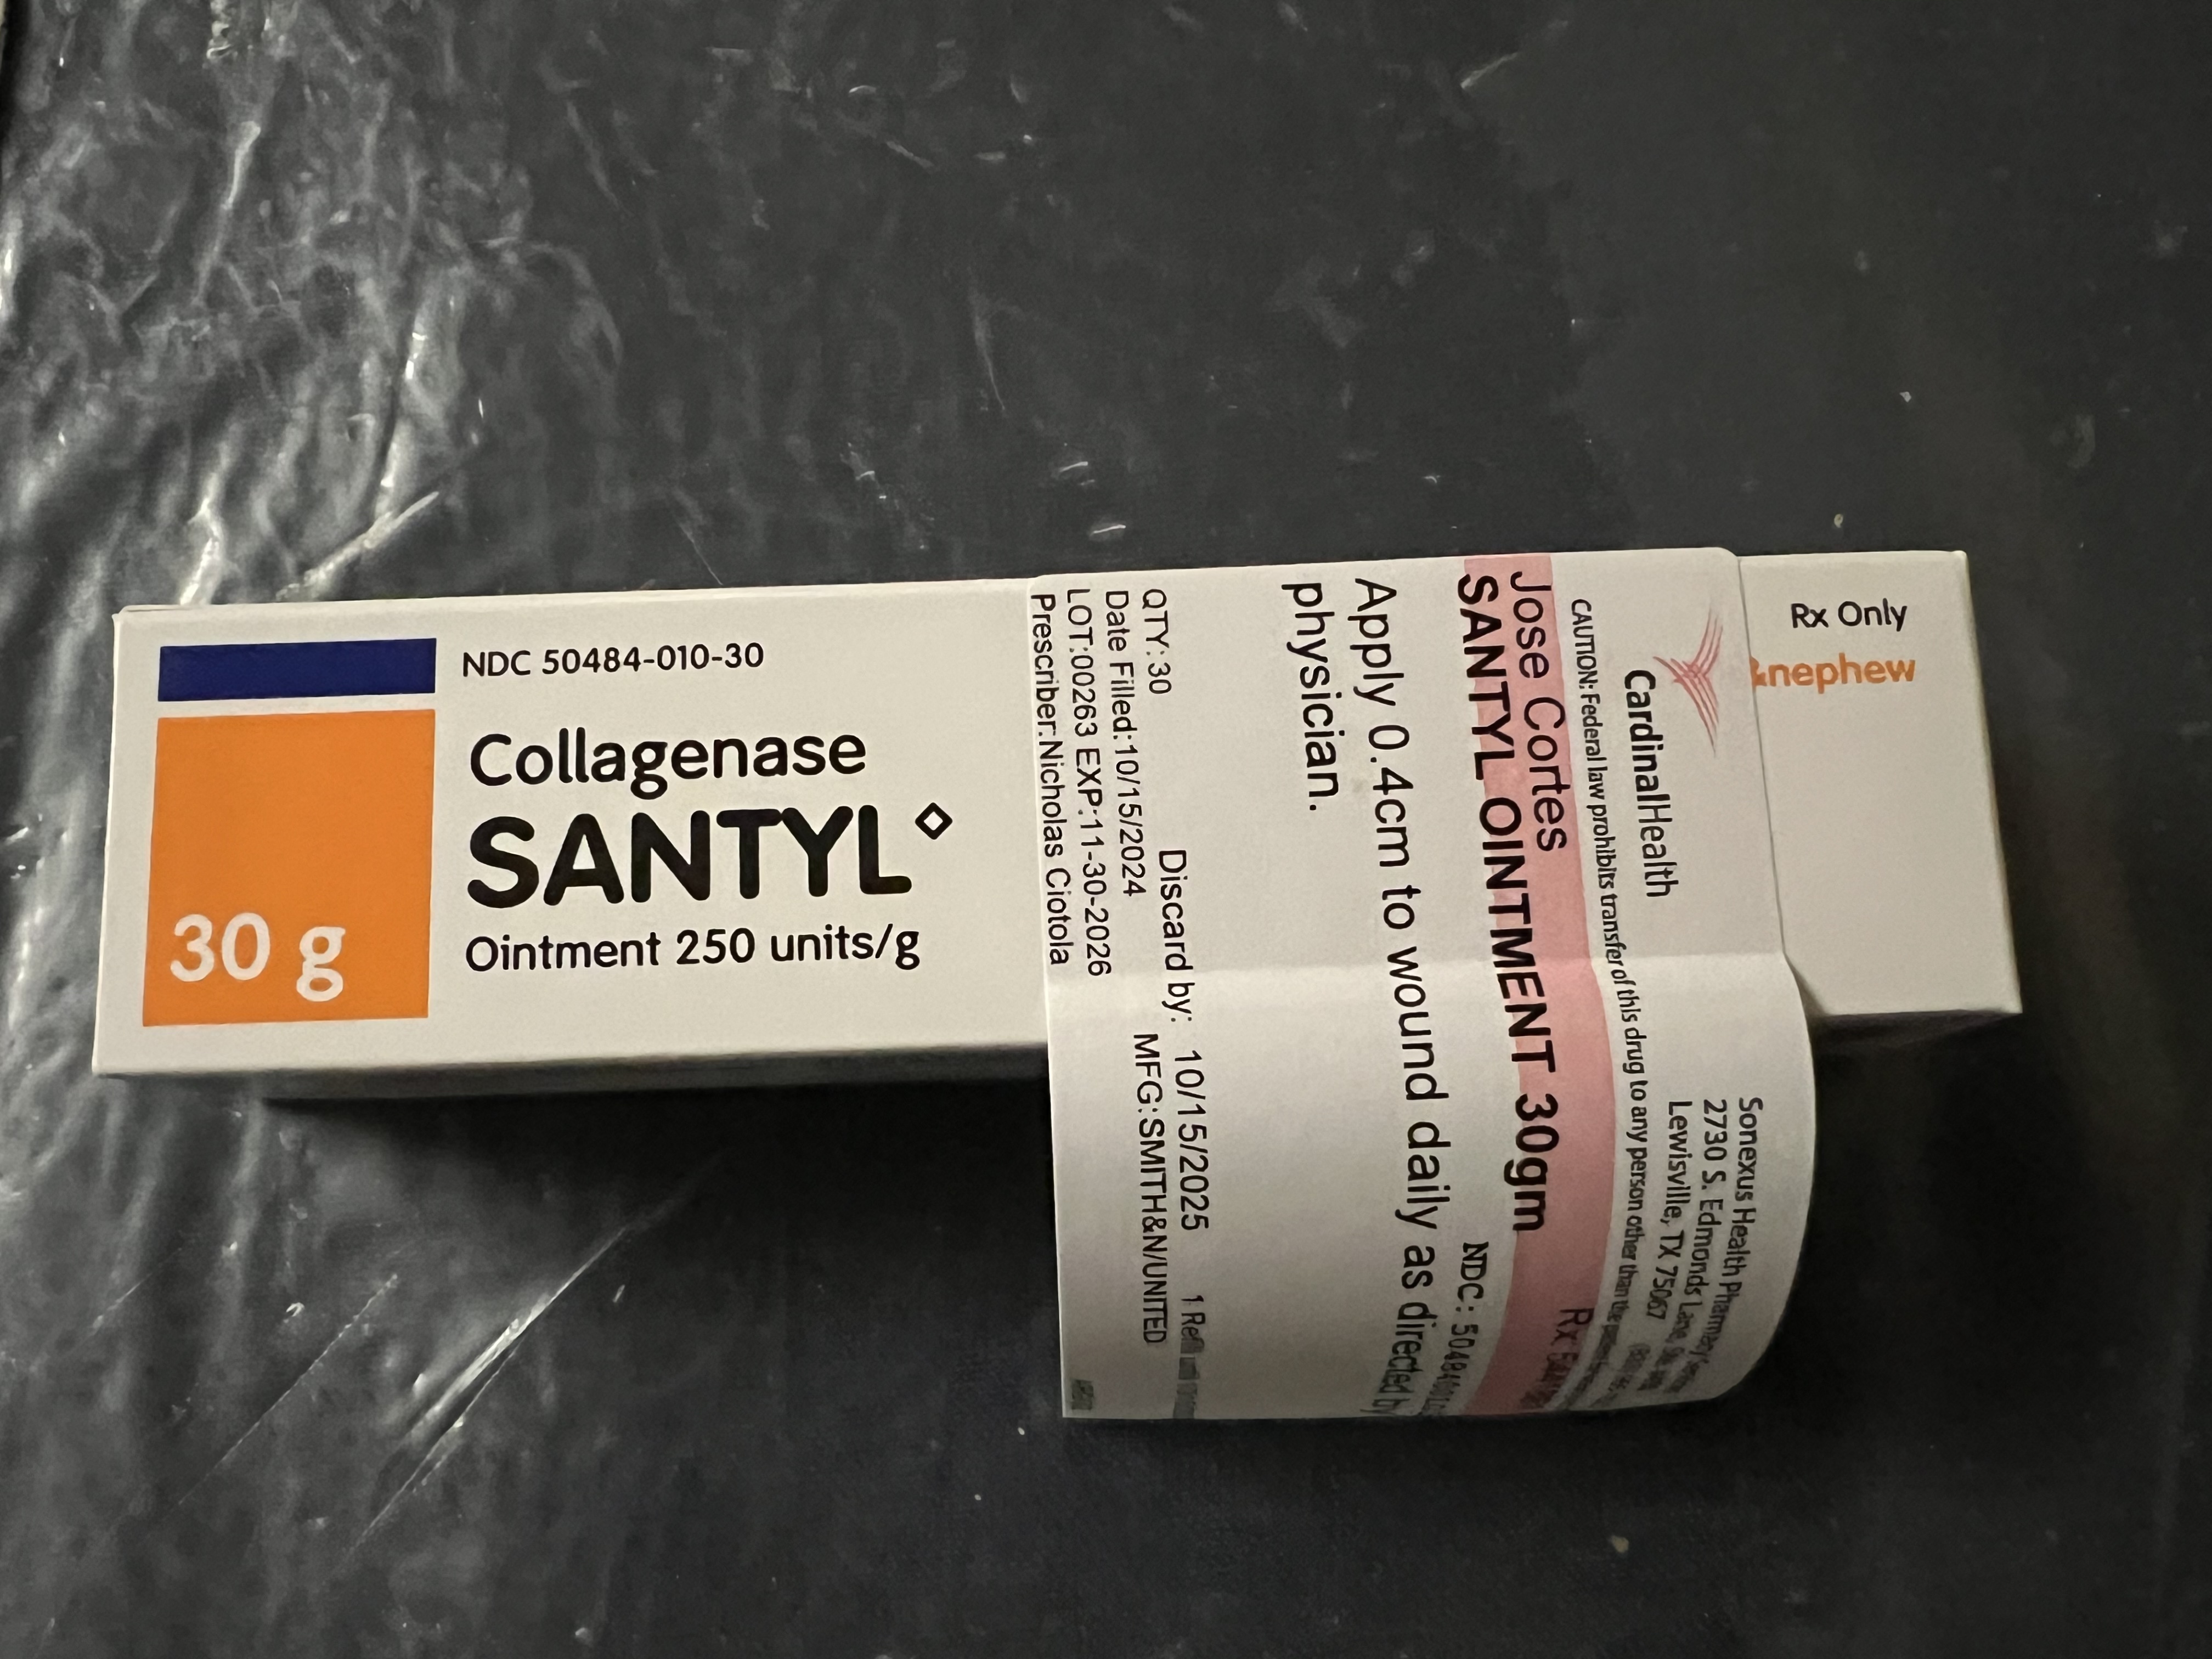 NDC 50484-010-30
Collagenase
SANTYL◊
Ointment 250 units/g
30 g
Rx Only
&nephew
CardinalHealth
Sonexus Health Pharmacy
2730 S. Edmonds Lane,
Lewisville, TX 75067
CAUTION: Federal law prohibits transfer of this drug to any person other than the
Jose Cortes Rx
SANTYL OINTMENT 30gm
NDC:
Apply 0.4cm to wound daily as directed by
physician.
QTY: 30 Discard by: 10/15/2025 1 Refill
Date Filled:10/15/2024 MFG:SMITH&N/UNITED
LOT:00263 EXP:11-30-2026
Prescriber:Nicholas Ciotola